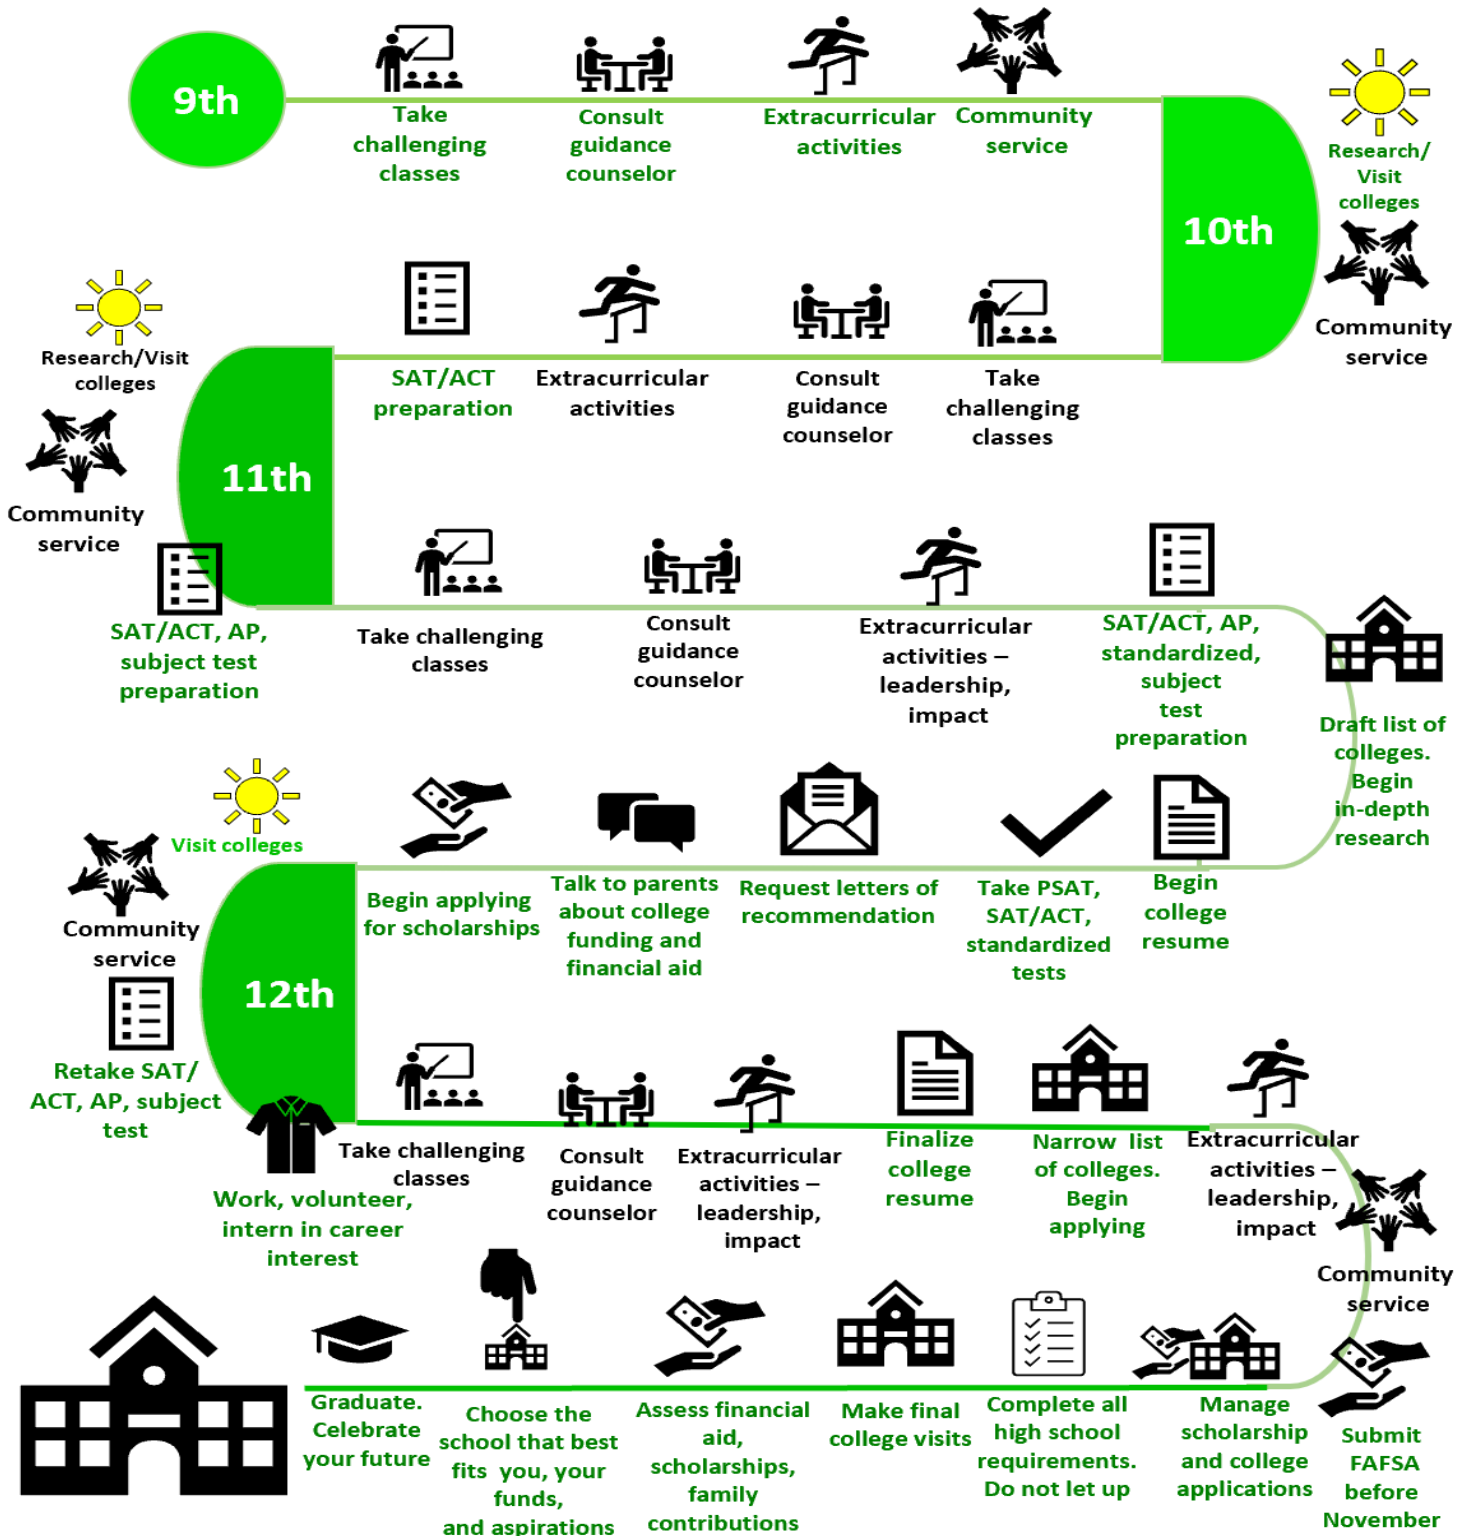 9th
Take
challenging
classes
Consult
guidance
counselor
Extracurricular
activities
Community
service
Research/
Visit
colleges
10th
Community
service
Take
challenging
classes
Consult
guidance
counselor
Extracurricular
activities
SAT/ACT
preparation
Research/Visit
colleges
11th
Community
service
SAT/ACT, AP,
subject test
preparation
Take challenging
classes
Consult
guidance
counselor
Extracurricular
activities –
leadership,
impact
SAT/ACT, AP,
standardized,
subject
test
preparation
Draft list of
colleges.
Begin
in-depth
research
Begin
college
resume
Take PSAT,
SAT/ACT,
standardized
tests
Request letters of
recommendation
Talk to parents
about college
funding and
financial aid
Begin applying
for scholarships
Visit colleges
12th
Community
service
Retake SAT/
ACT, AP, subject
test
Work, volunteer,
intern in career
interest
Take challenging
classes
Consult
guidance
counselor
Extracurricular
activities –
leadership,
impact
Finalize
college
resume
Narrow list
of colleges.
Begin
applying
Extracurricular
activities –
leadership,
impact
Community
service
Submit
FAFSA
before
November
Manage
scholarship
and college
applications
Complete all
high school
requirements.
Do not let up
Make final
college visits
Assess financial
aid,
scholarships,
family
contributions
Choose the
school that best
fits you, your
funds,
and aspirations
Graduate.
Celebrate
your future